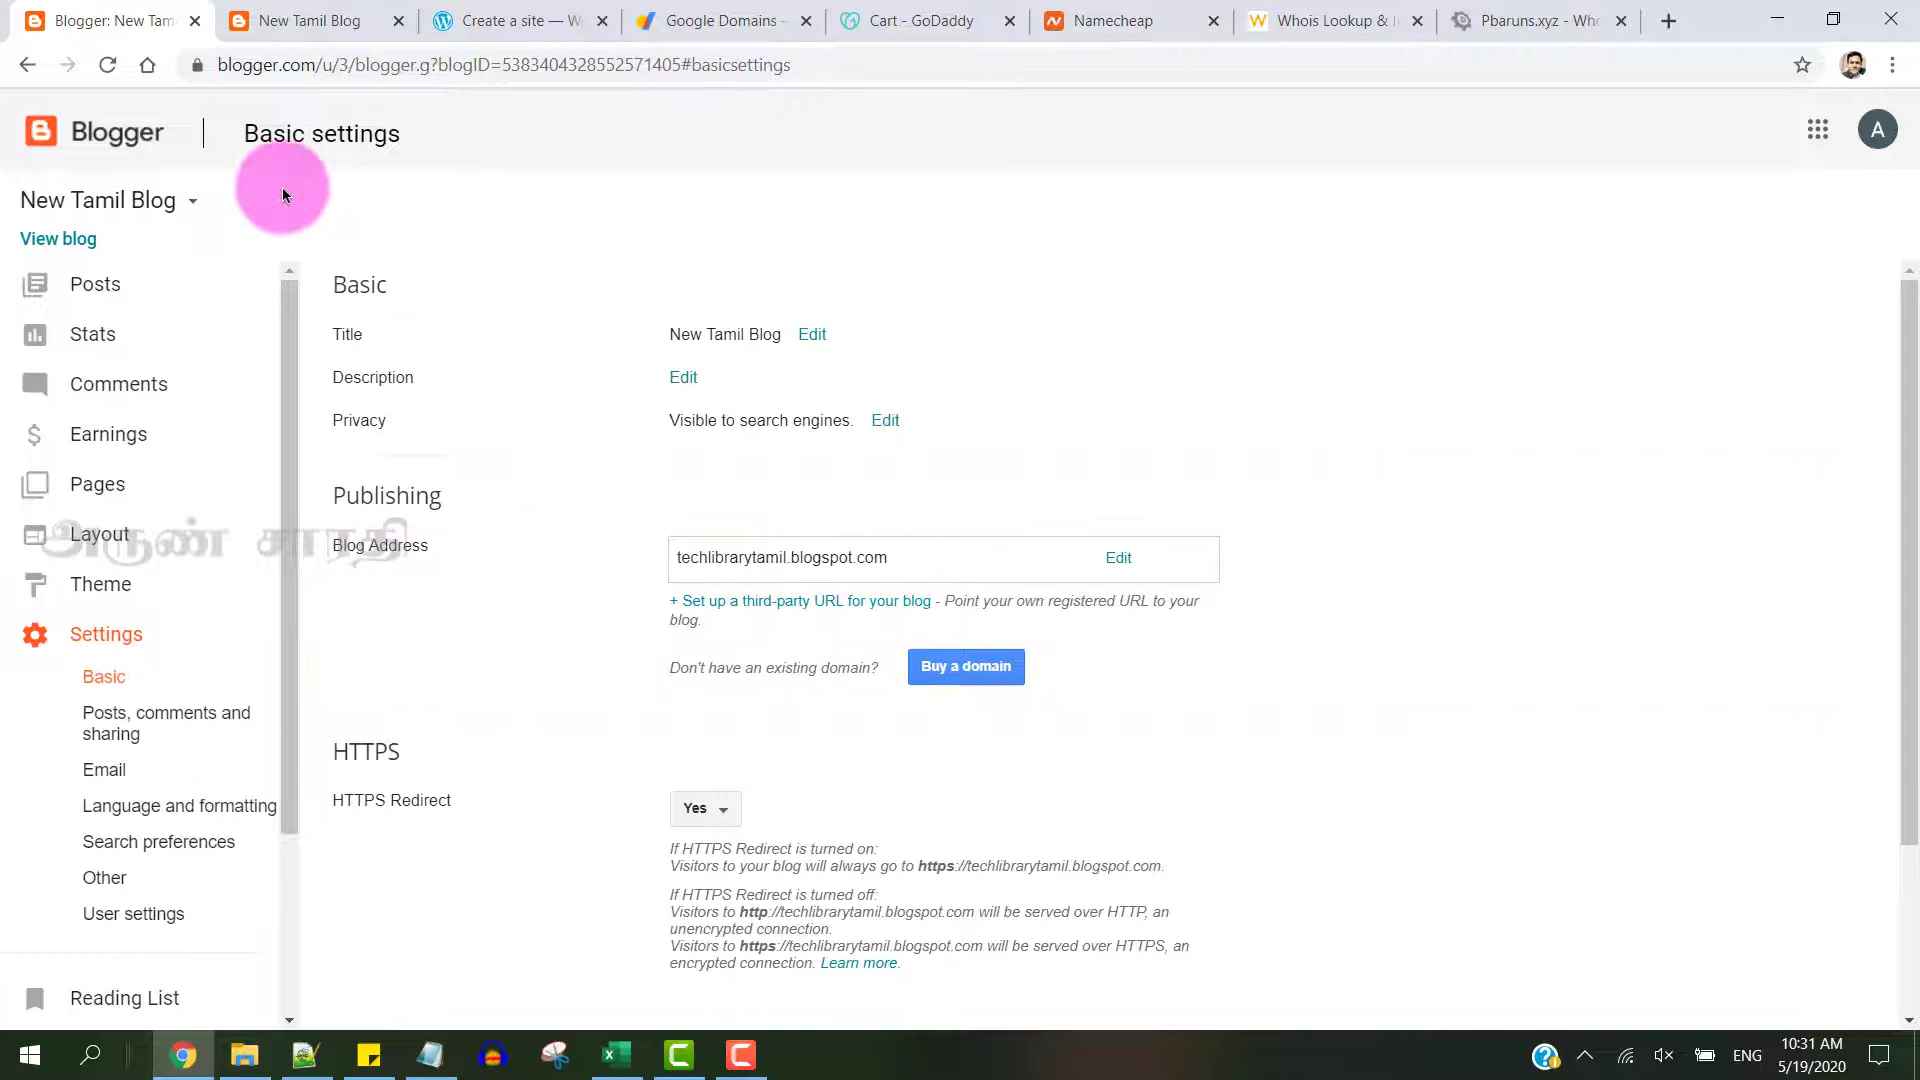 Blogger: New Tam
New Tamil Blog
Create a site — W
Google Domains -
Cart - GoDaddy
Namecheap
Whois Lookup & I
Pbaruns.xyz - Who
blogger.com/u/3/blogger.g?blogID=5383404328552571405#basicsettings
Blogger
Basic settings
A
New Tamil Blog
View blog
Posts
Stats
Comments
Earnings
Pages
Layout
Theme
Settings
Basic
Posts, comments and
sharing
Email
Language and formatting
Search preferences
Other
User settings
Reading List
அருண் சாரதி
Basic
Title
New Tamil Blog Edit
Description
Edit
Privacy
Visible to search engines. Edit
Publishing
Blog Address
techlibrarytamil.blogspot.com Edit
+ Set up a third-party URL for your blog - Point your own registered URL to your
blog.
Don't have an existing domain? Buy a domain
HTTPS
HTTPS Redirect
Yes
If HTTPS Redirect is turned on:
Visitors to your blog will always go to https://techlibrarytamil.blogspot.com.
If HTTPS Redirect is turned off:
Visitors to http://techlibrarytamil.blogspot.com will be served over HTTP, an
unencrypted connection.
Visitors to https://techlibrarytamil.blogspot.com will be served over HTTPS, an
encrypted connection. Learn more.
ENG
10:31 AM
5/19/2020